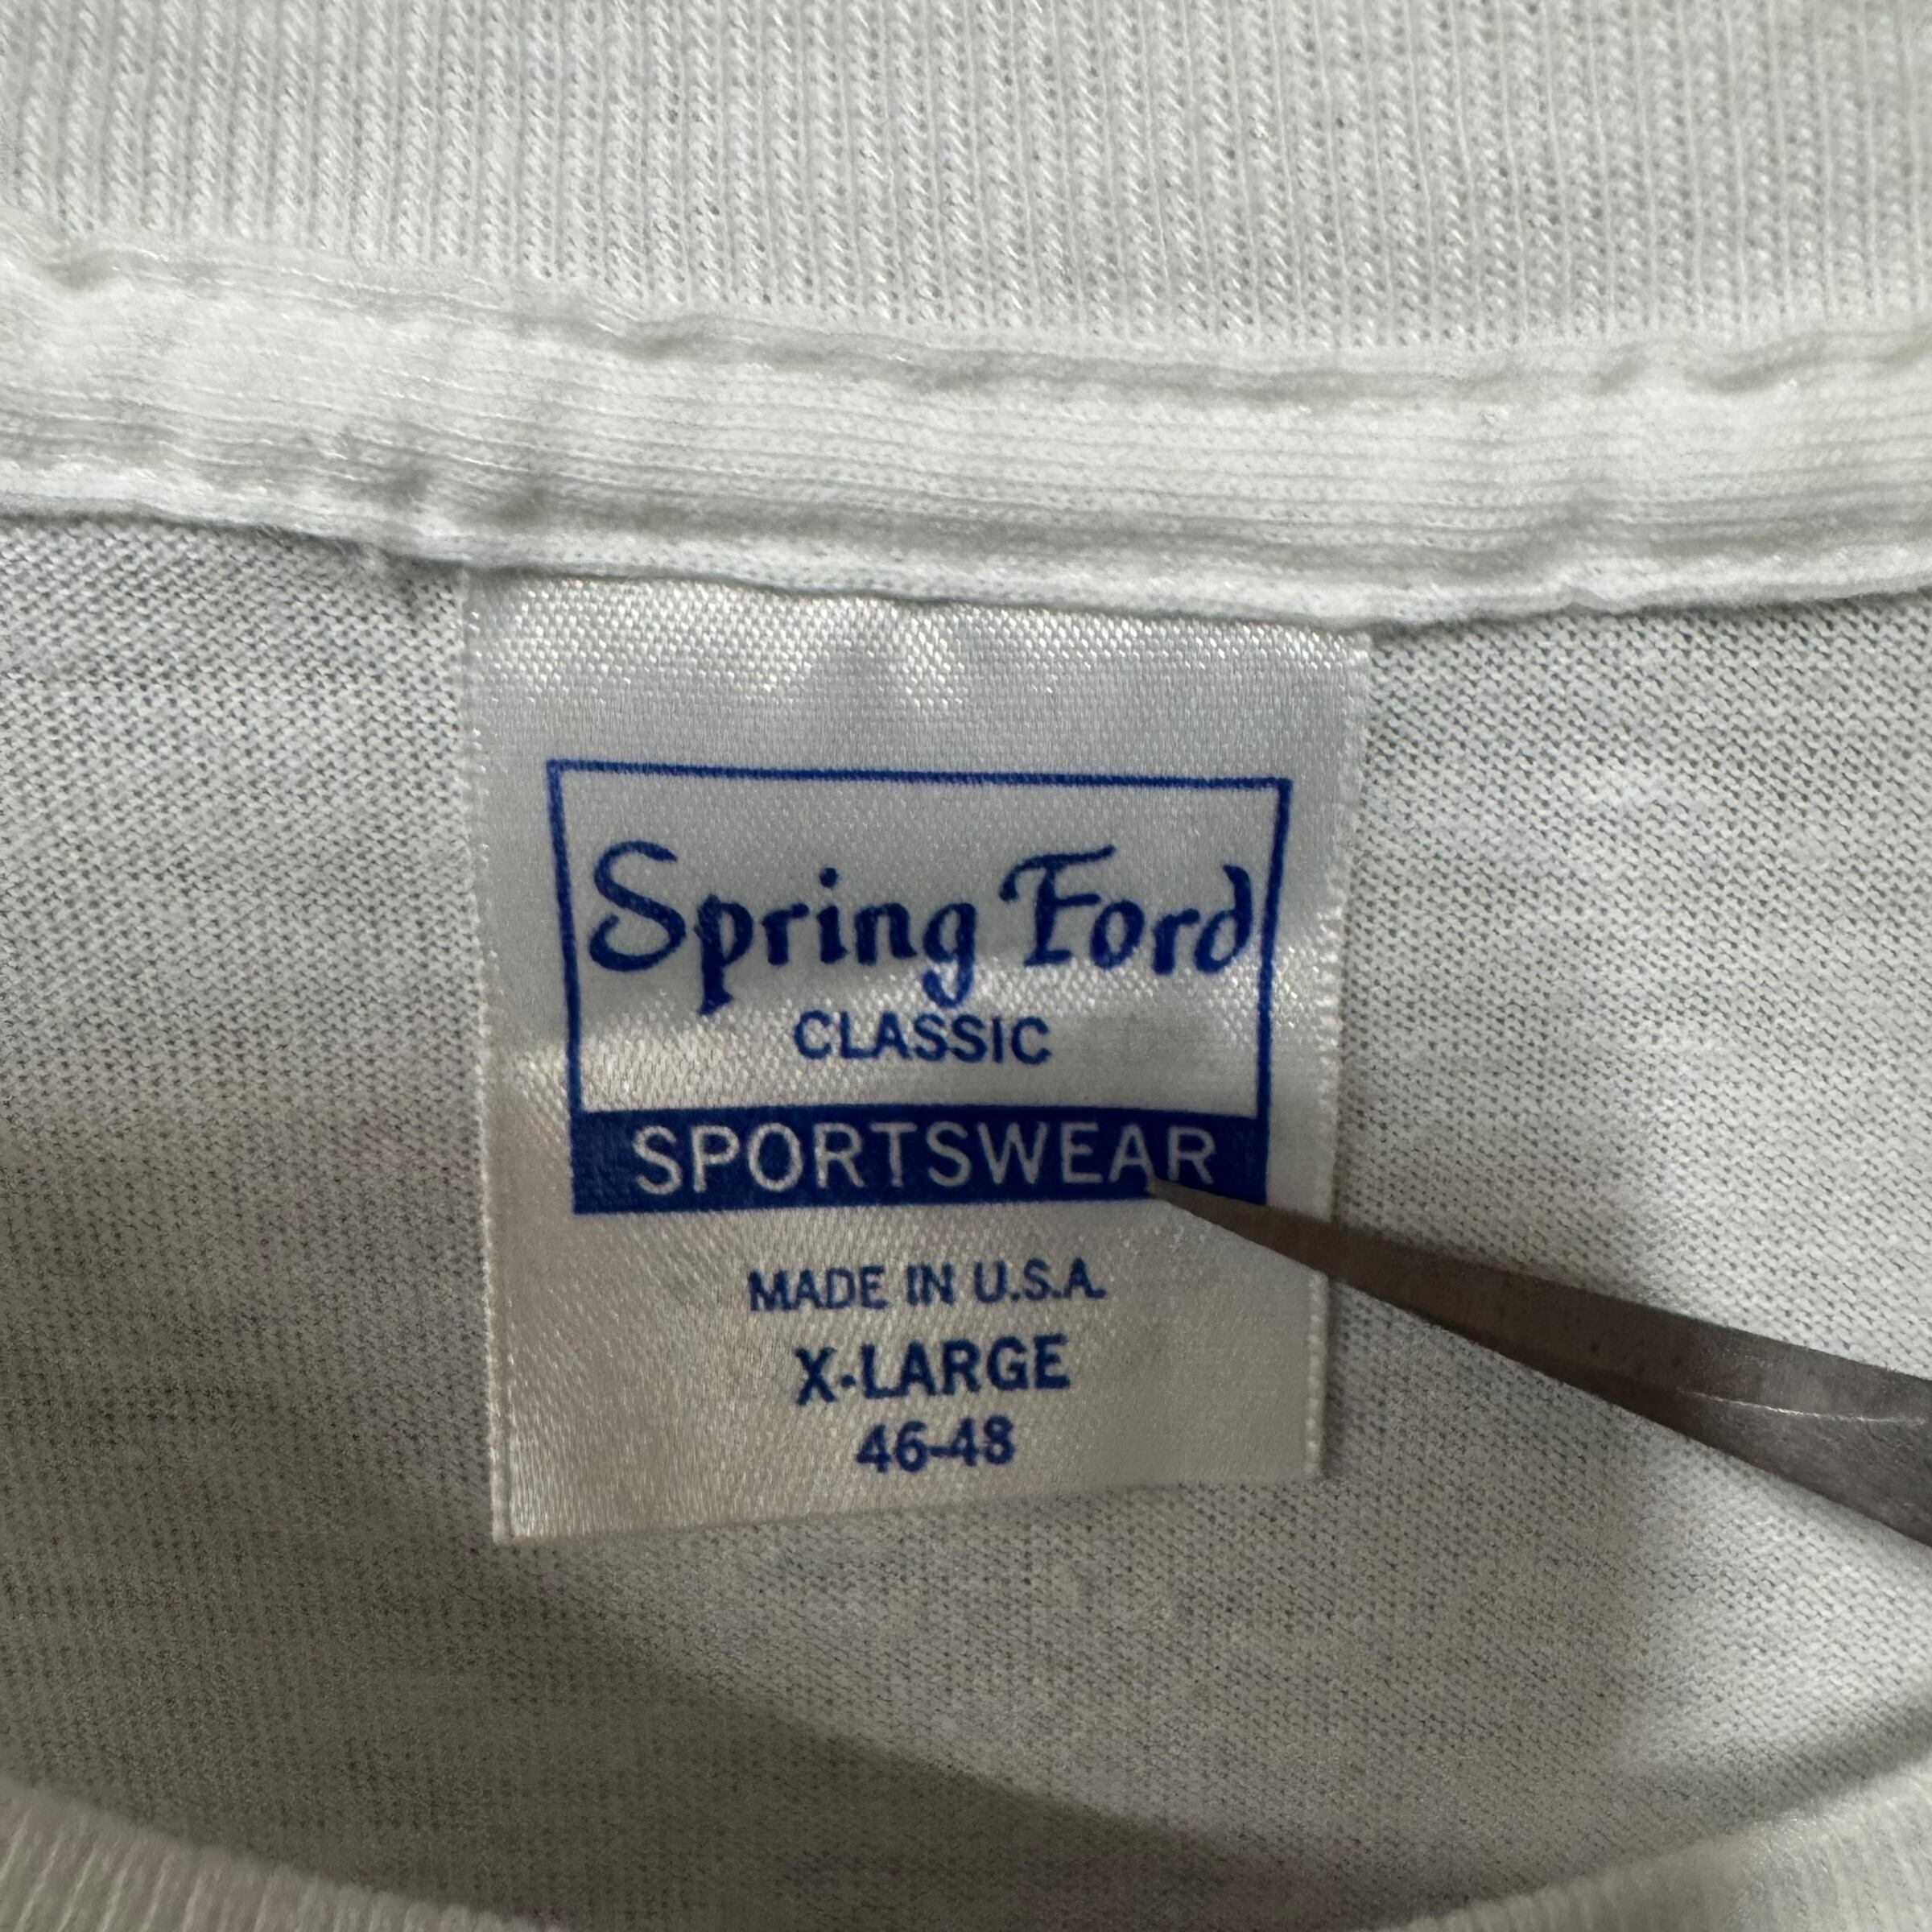 Spring Ford
CLASSIC
SPORTSWEAR
MADE IN U.S.A.
X-LARGE
46-48